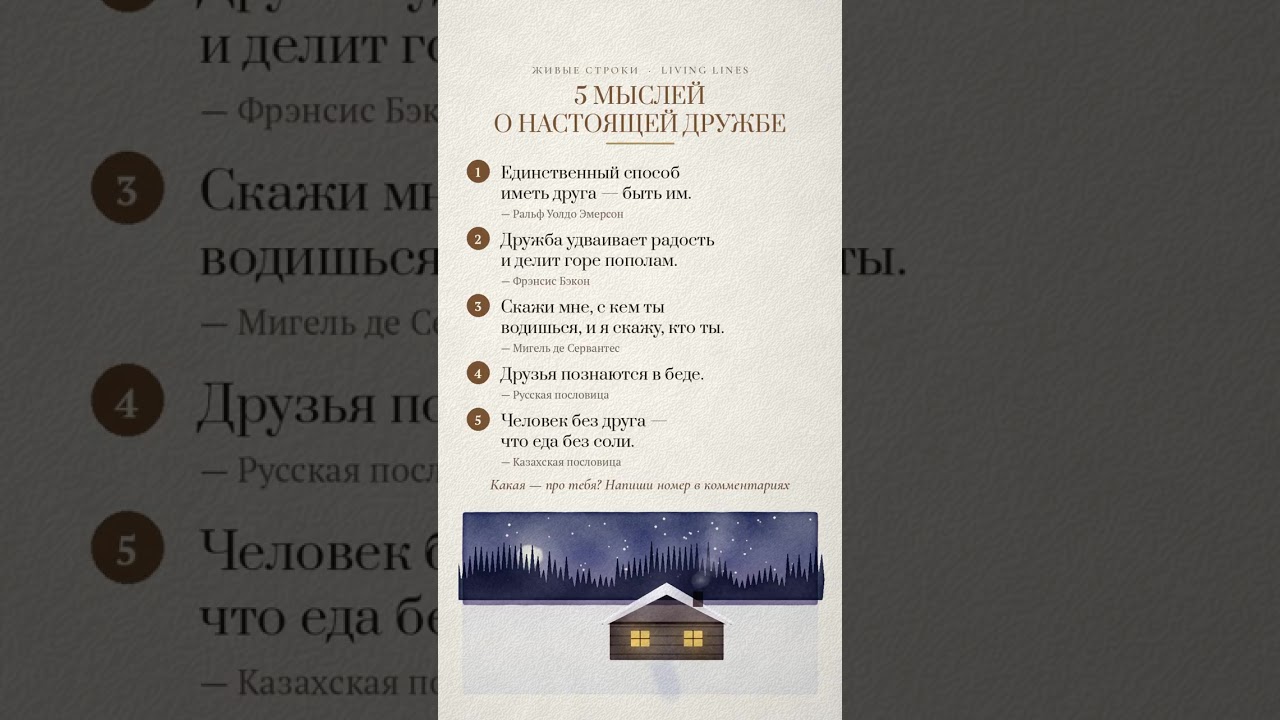 ЖИВЫЕ СТРОКИ · LIVING LINES
5 МЫСЛЕЙ
О НАСТОЯЩЕЙ ДРУЖБЕ
1 Единственный способ
иметь друга — быть им.
— Ральф Уолдо Эмерсон
2 Дружба удваивает радость
и делит горе пополам.
— Фрэнсис Бэкон
3 Скажи мне, с кем ты
водишься, и я скажу, кто ты.
— Мигель де Сервантес
4 Друзья познаются в беде.
— Русская пословица
5 Человек без друга —
что еда без соли.
— Казахская пословица
Какая — про тебя? Напиши номер в комментариях